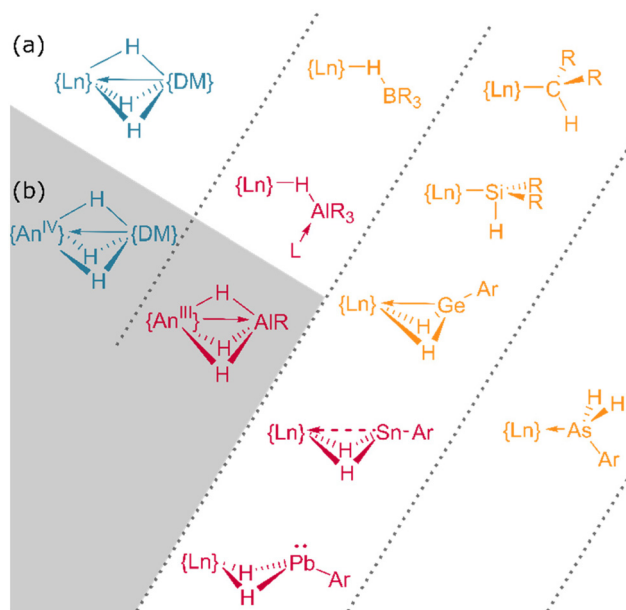 (a)
H
{Ln}
{DM}
H
H
{Ln}
H
BR3
{Ln}
C
R
R
H
(b)
H
{AnIV}
{DM}
H
H
{Ln}
H
AlR3
L
{Ln}
Si
R
R
H
H
{AnIII}
AlR
H
H
{Ln}
Ge
Ar
H
H
{Ln}
Sn
Ar
H
H
{Ln}
As
H
H
Ar
{Ln}
H
Pb
Ar
H